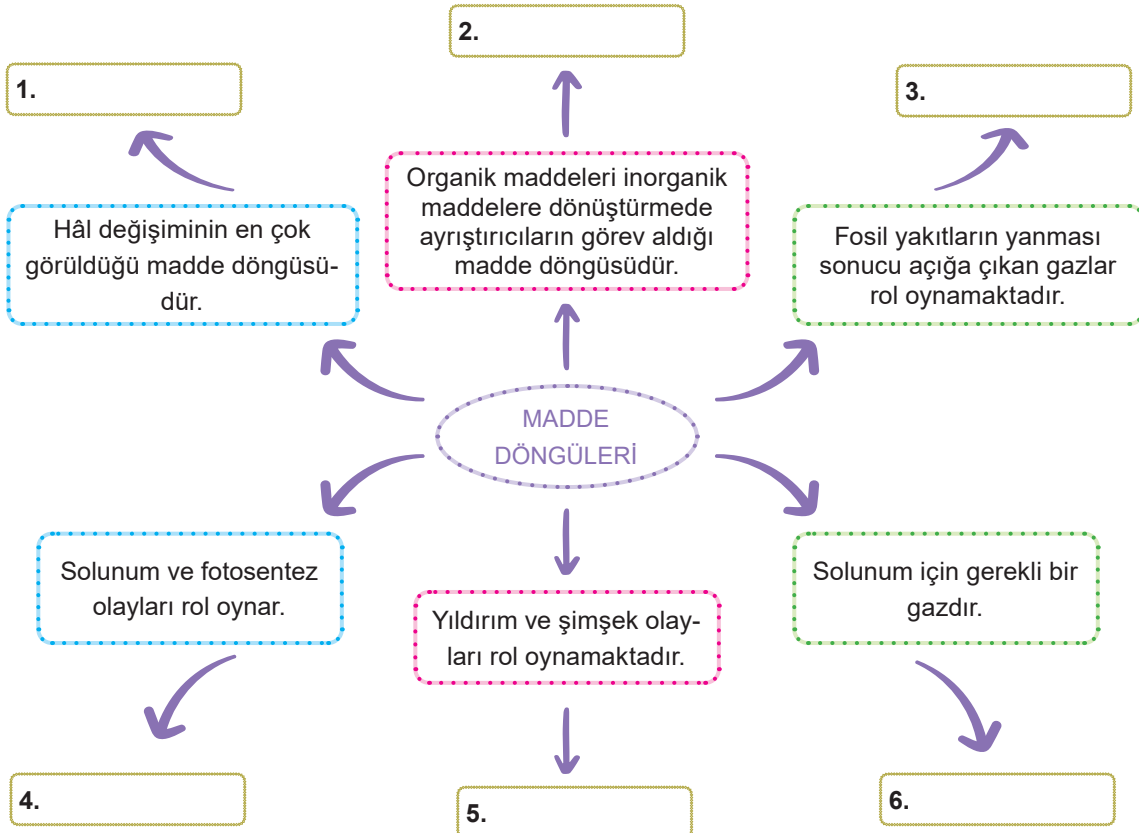 2.
1.
3.
Organik maddeleri inorganik
maddelere dönüştürmede
ayrıştırıcıların görev aldığı
madde döngüsüdür.
Hâl değişiminin en çok
görüldüğü madde döngüsü-
dür.
Fosil yakıtların yanması
sonucu açığa çıkan gazlar
rol oynamaktadır.
MADDE
DÖNGÜLERİ
Solunum ve fotosentez
olayları rol oynar.
Yıldırım ve şimşek olay-
ları rol oynamaktadır.
Solunum için gerekli bir
gazdır.
4.
5.
6.